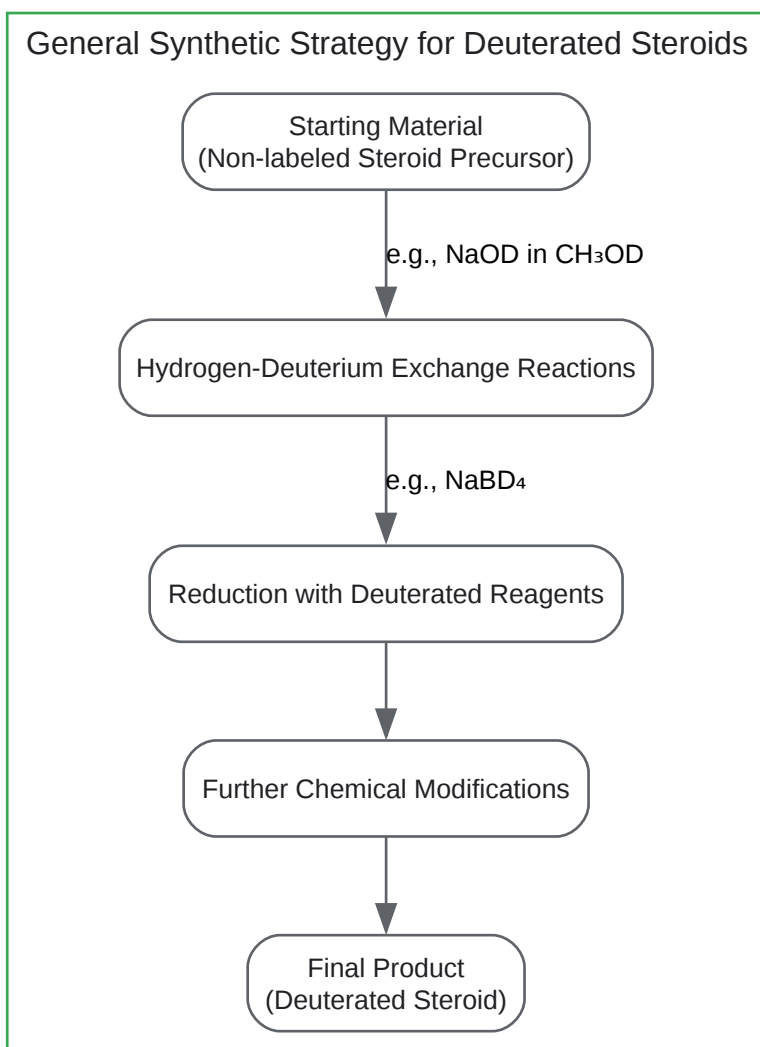 General Synthetic Strategy for Deuterated Steroids
Starting Material
(Non-labeled Steroid Precursor)
e.g., NaOD in CH₃OD
Hydrogen-Deuterium Exchange Reactions
e.g., NaBD₄
Reduction with Deuterated Reagents
Further Chemical Modifications
Final Product
(Deuterated Steroid)